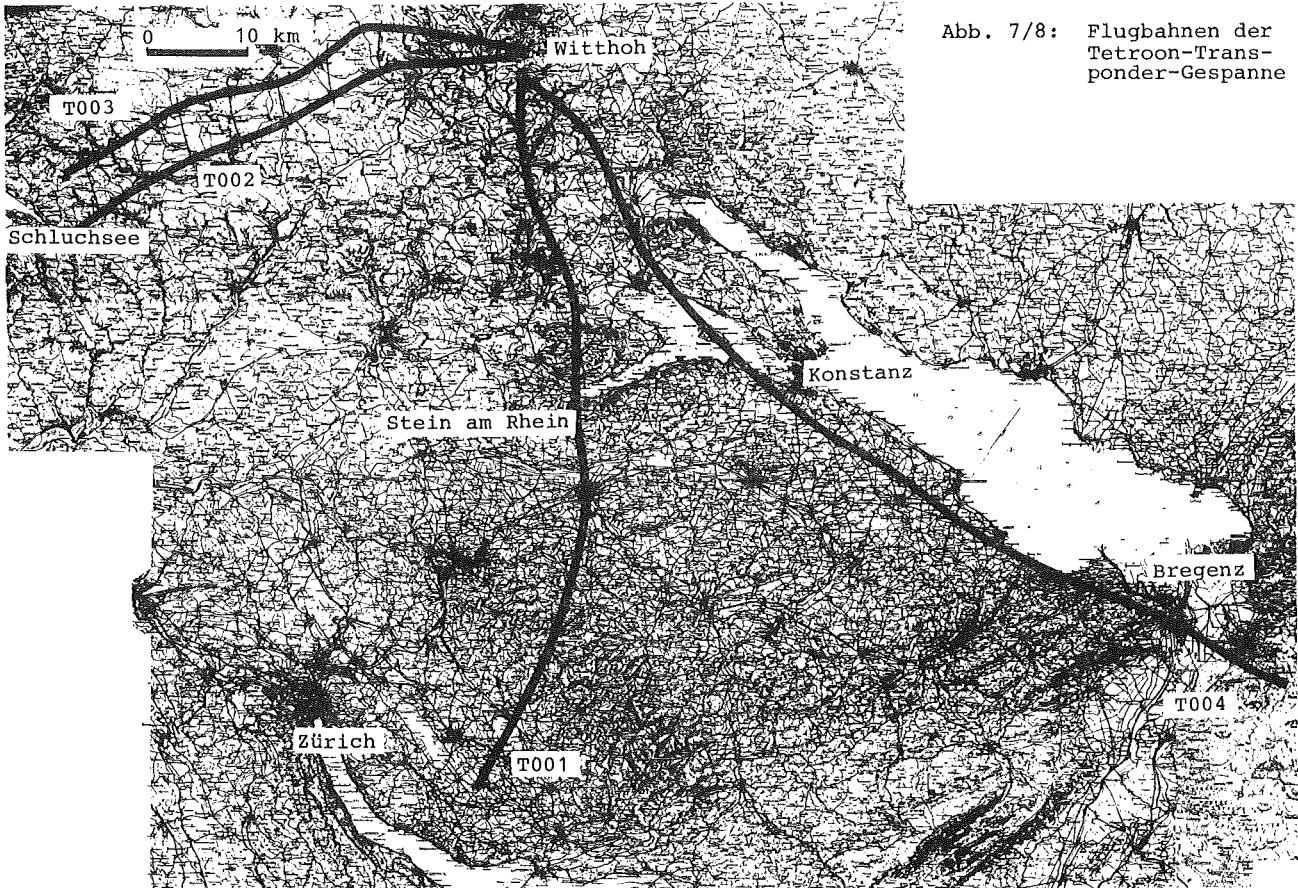 Abb. 7/8: Flugbahnen der
Tetroon-Trans-
ponder-Gespanne
0 10 km
Witthoh
T003
T002
Schluchsee
Konstanz
Stein am Rhein
Bregenz
T004
Zürich
T001